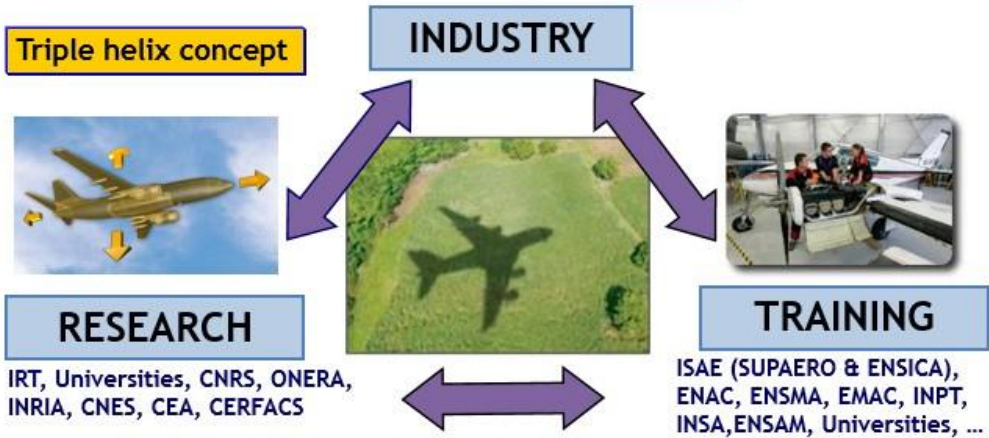 Triple helix concept
INDUSTRY
RESEARCH
IRT, Universities, CNRS, ONERA,
INRIA, CNES, CEA, CERFACS
TRAINING
ISAE (SUPAERO & ENSICA),
ENAC, ENSMA, EMAC, INPT,
INSA,ENSAM, Universities, ...